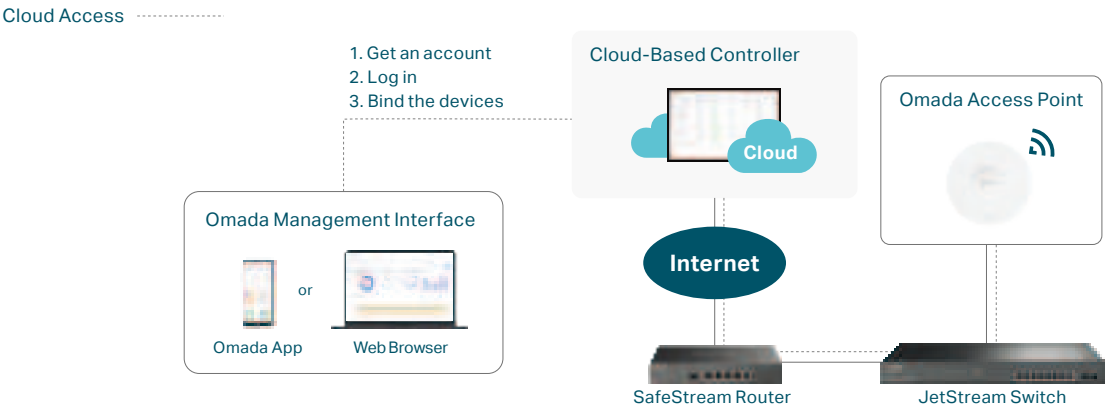 Cloud Access
1. Get an account
2. Log in
3. Bind the devices
Cloud-Based Controller
Cloud
Omada Access Point
Omada Management Interface
or
Omada App
Web Browser
Internet
SafeStream Router
JetStream Switch